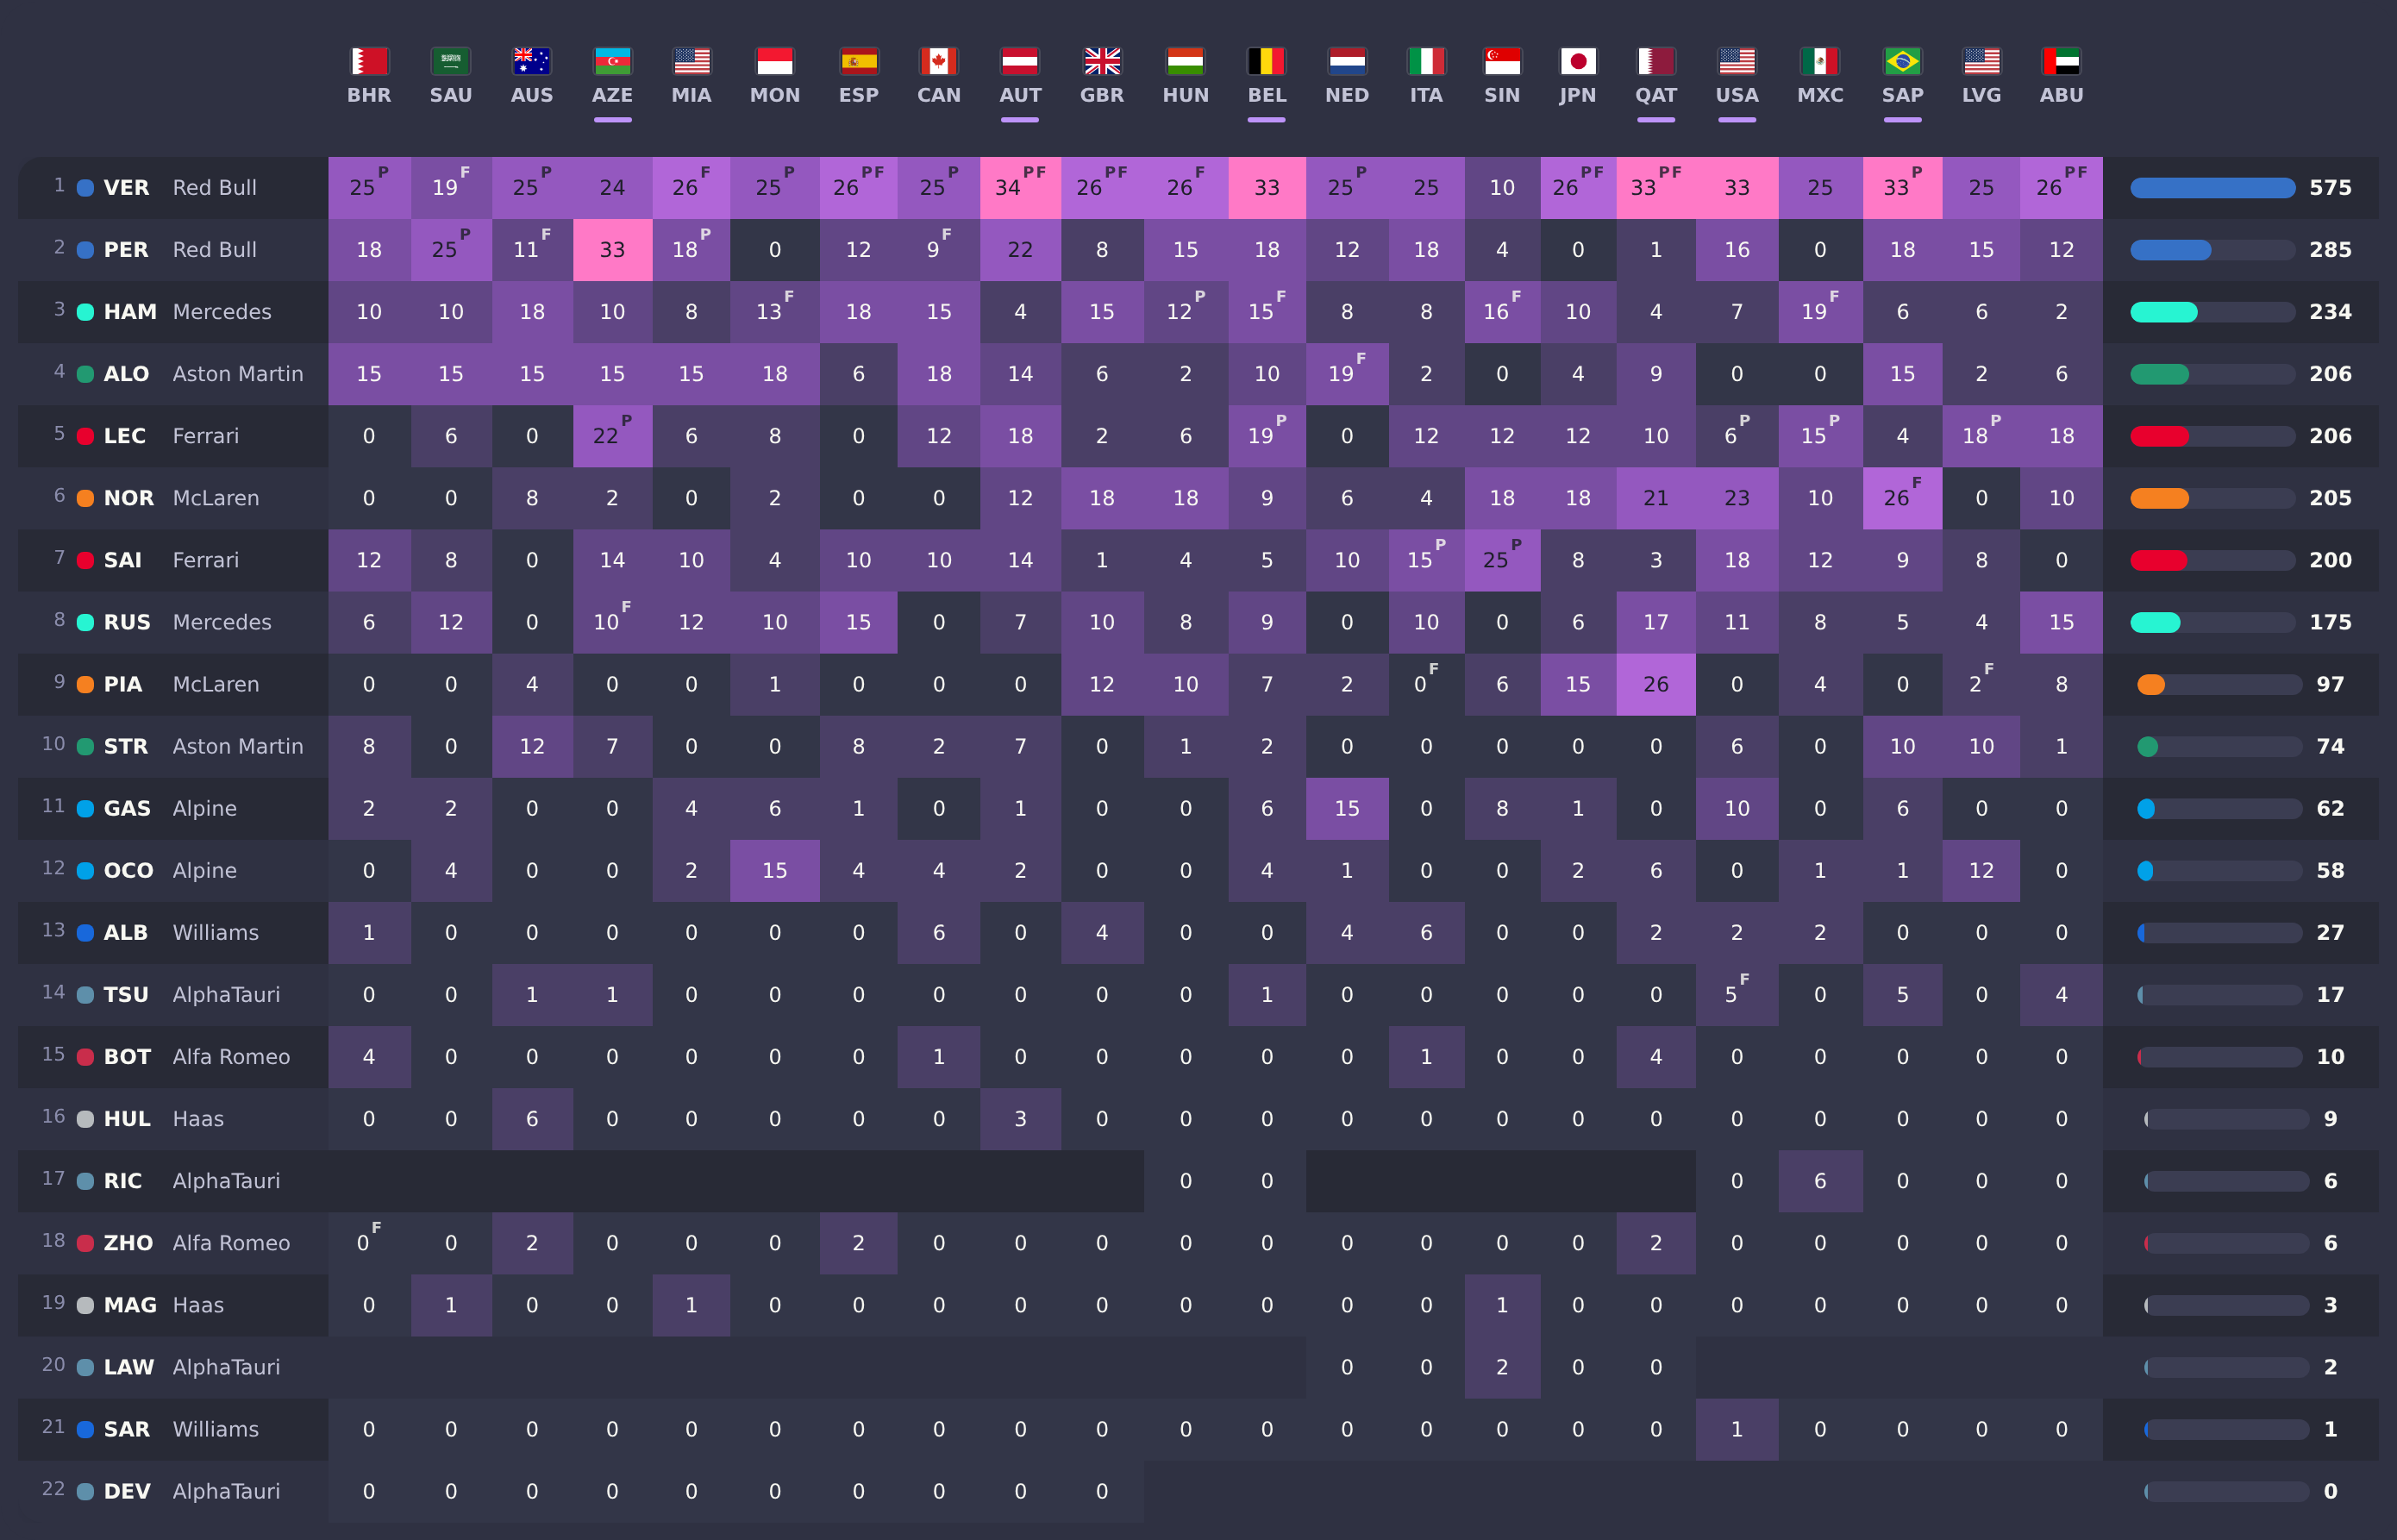 BHR SAU AUS AZE MIA MON ESP CAN AUT GBR HUN BEL NED ITA SIN JPN QAT USA MXC SAP LVG ABU
1 VER Red Bull 25 P 19 F 25 P 24 26 F 25 P 26 PF 25 P 34 PF 26 PF 26 F 33 25 P 25 10 26 PF 33 PF 33 25 33 P 25 26 PF 575
2 PER Red Bull 18 25 P 11 F 33 18 P 0 12 9 F 22 8 15 18 12 18 4 0 1 16 0 18 15 12 285
3 HAM Mercedes 10 10 18 10 8 13 F 18 15 4 15 12 P 15 F 8 8 16 F 10 4 7 19 F 6 6 2 234
4 ALO Aston Martin 15 15 15 15 15 18 6 18 14 6 2 10 19 F 2 0 4 9 0 0 15 2 6 206
5 LEC Ferrari 0 6 0 22 P 6 8 0 12 18 2 6 19 P 0 12 12 12 10 6 P 15 P 4 18 P 18 206
6 NOR McLaren 0 0 8 2 0 2 0 0 12 18 18 9 6 4 18 18 21 23 10 26 F 0 10 205
7 SAI Ferrari 12 8 0 14 10 4 10 10 14 1 4 5 10 15 P 25 P 8 3 18 12 9 8 0 200
8 RUS Mercedes 6 12 0 10 F 12 10 15 0 7 10 8 9 0 10 0 6 17 11 8 5 4 15 175
9 PIA McLaren 0 0 4 0 0 1 0 0 0 12 10 7 2 0 F 6 15 26 0 4 0 2 F 8 97
10 STR Aston Martin 8 0 12 7 0 0 8 2 7 0 1 2 0 0 0 0 0 6 0 10 10 1 74
11 GAS Alpine 2 2 0 0 4 6 1 0 1 0 0 6 15 0 8 1 0 10 0 6 0 0 62
12 OCO Alpine 0 4 0 0 2 15 4 4 2 0 0 4 1 0 0 2 6 0 1 1 12 0 58
13 ALB Williams 1 0 0 0 0 0 0 6 0 4 0 0 4 6 0 0 2 2 2 0 0 0 27
14 TSU AlphaTauri 0 0 1 1 0 0 0 0 0 0 0 1 0 0 0 0 0 5 F 0 5 0 4 17
15 BOT Alfa Romeo 4 0 0 0 0 0 0 1 0 0 0 0 0 1 0 0 4 0 0 0 0 0 10
16 HUL Haas 0 0 6 0 0 0 0 0 3 0 0 0 0 0 0 0 0 0 0 0 0 0 9
17 RIC AlphaTauri 0 0 0 6 0 0 0 6
18 ZHO Alfa Romeo 0 F 0 2 0 0 0 2 0 0 0 0 0 0 0 0 0 2 0 0 0 0 0 6
19 MAG Haas 0 1 0 0 1 0 0 0 0 0 0 0 0 0 1 0 0 0 0 0 0 0 3
20 LAW AlphaTauri 0 0 2 0 0 2
21 SAR Williams 0 0 0 0 0 0 0 0 0 0 0 0 0 0 0 0 0 1 0 0 0 0 1
22 DEV AlphaTauri 0 0 0 0 0 0 0 0 0 0 0